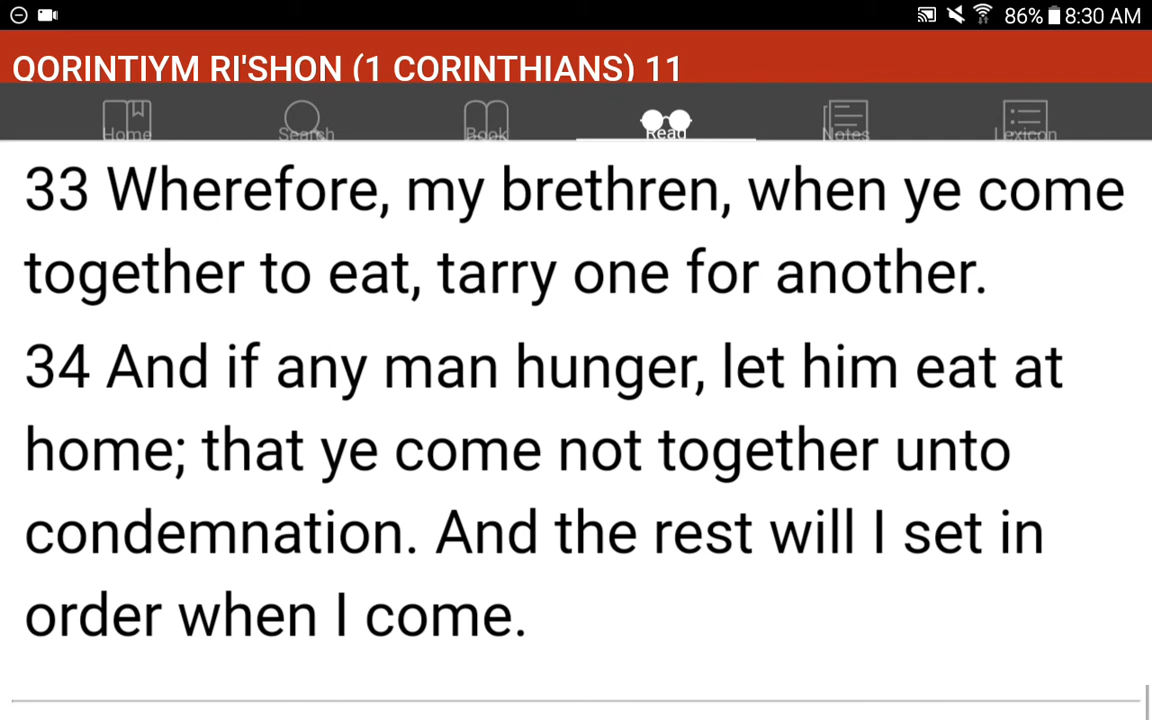 86% 8:30 AM
QORINTIYM RI'SHON (1 CORINTHIANS) 11
Home Search Book Read Notes Lexicon
33 Wherefore, my brethren, when ye come
together to eat, tarry one for another.
34 And if any man hunger, let him eat at
home; that ye come not together unto
condemnation. And the rest will I set in
order when I come.